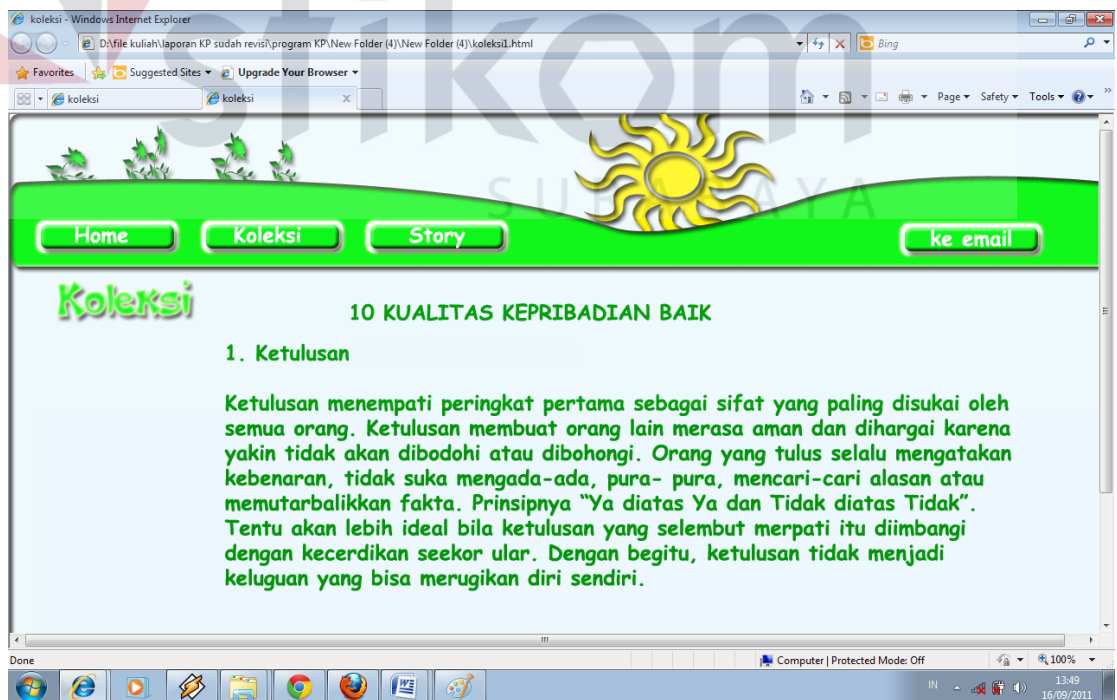 koleksi - Windows Internet Explorer
D:\file kuliah\laporan KP sudah revisi\program KP\New Folder (4)\New Folder (4)\koleksi1.html
Bing
Favorites Suggested Sites Upgrade Your Browser
koleksi koleksi Page Safety Tools
stikom
SURABAYA
Home Koleksi Story ke email
Koleksi
10 KUALITAS KEPRIBADIAN BAIK
1. Ketulusan
Ketulusan menempati peringkat pertama sebagai sifat yang paling disukai oleh
semua orang. Ketulusan membuat orang lain merasa aman dan dihargai karena
yakin tidak akan dibodohi atau dibohongi. Orang yang tulus selalu mengatakan
kebenaran, tidak suka mengada-ada, pura- pura, mencari-cari alasan atau
memutarbalikkan fakta. Prinsipnya “Ya diatas Ya dan Tidak diatas Tidak”.
Tentu akan lebih ideal bila ketulusan yang selembut merpati itu diimbangi
dengan kecerdikan seekor ular. Dengan begitu, ketulusan tidak menjadi
keluguan yang bisa merugikan diri sendiri.
Done Computer | Protected Mode: Off 100%
IN 13:49
16/09/2011